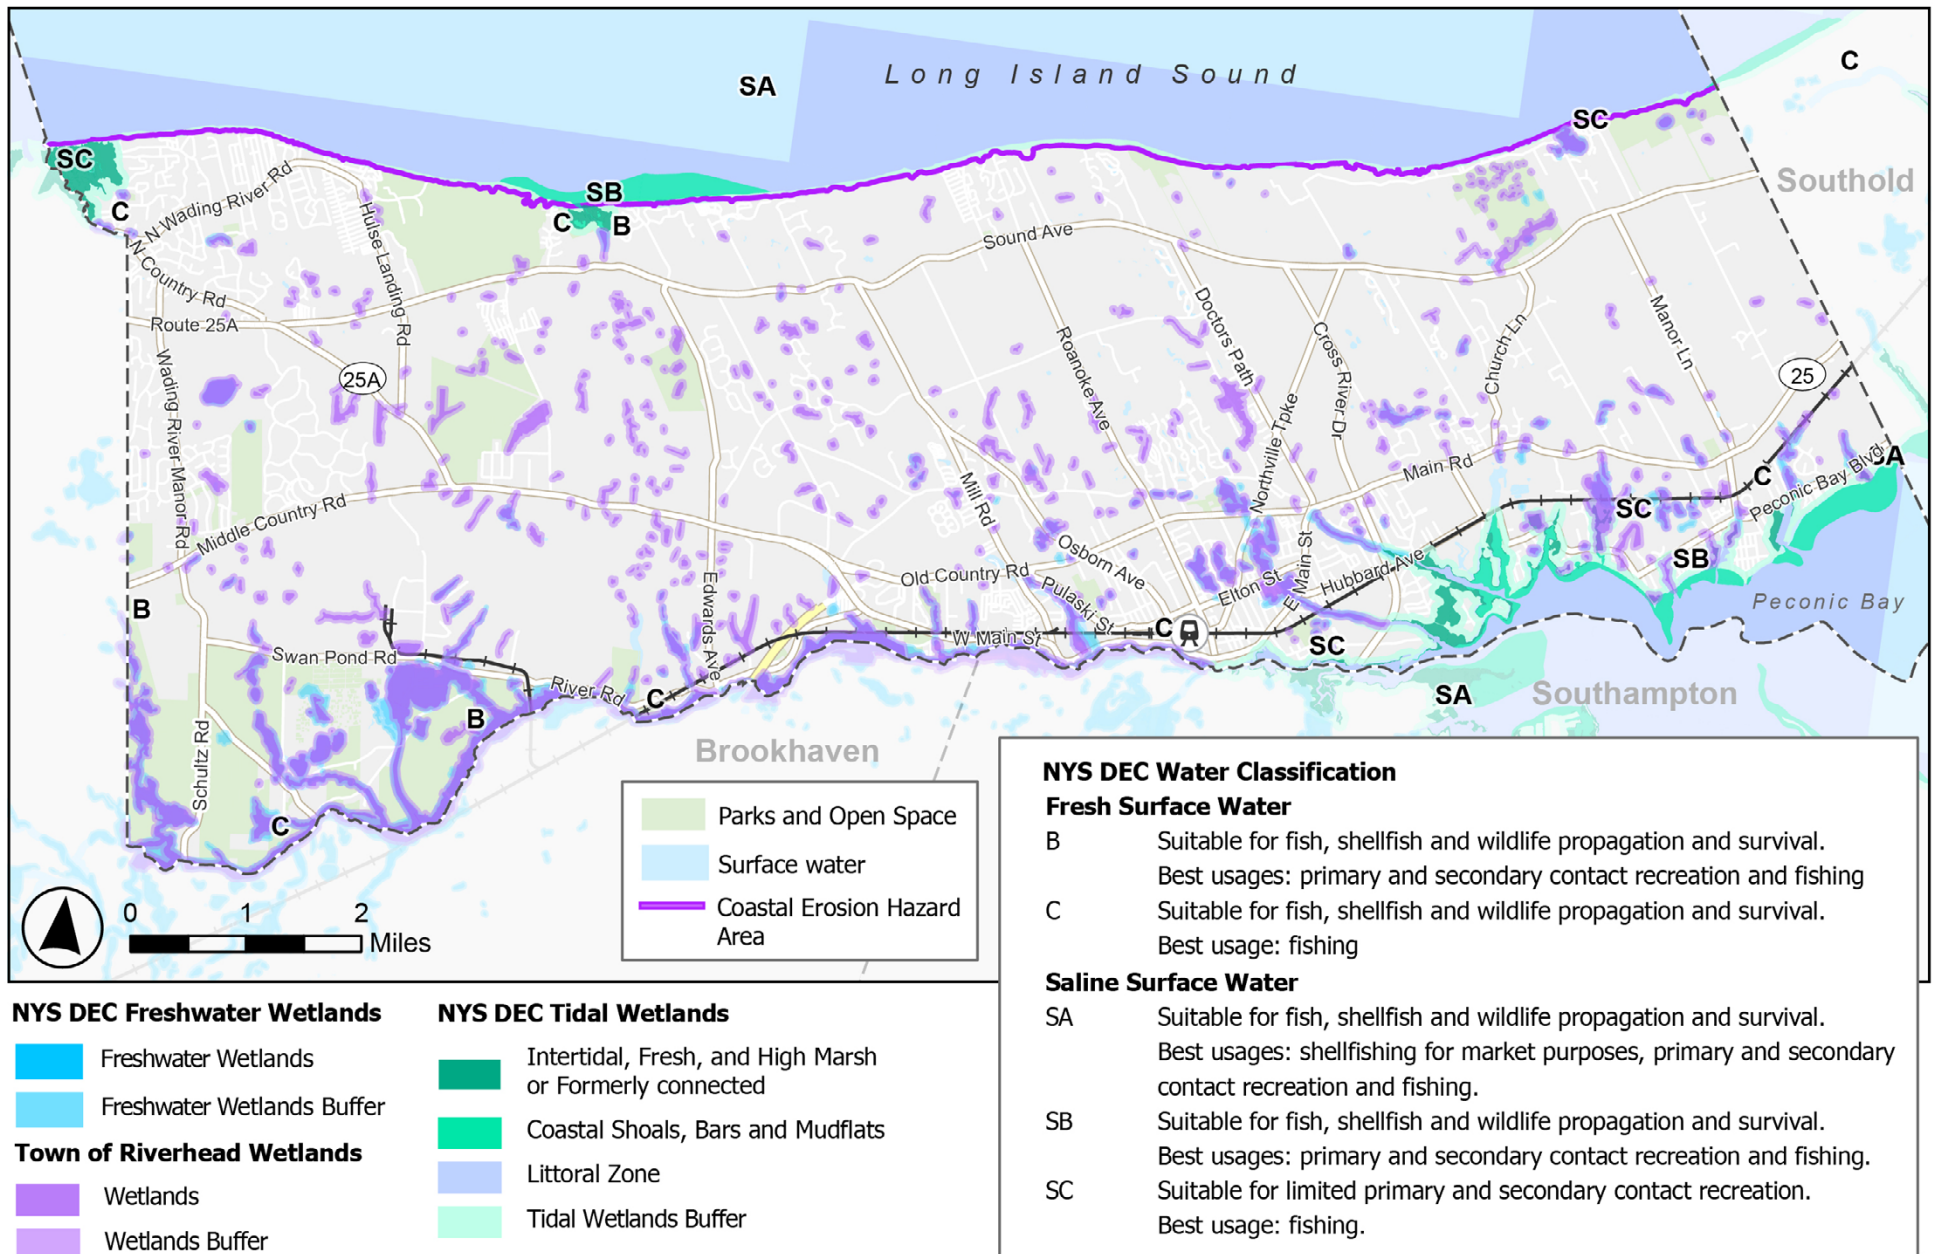 Long Island Sound
SA
C
SC
SC
Southold
SB
C
C
B
N Wading River Rd
Hulse Landing Rd
Sound Ave
N Country Rd
Route 25A
Doctors Path
Cross River Dr
Church Ln
Manor Ln
Roanoke Ave
Wading River Manor Rd
25A
25
Northville Tpke
Main Rd
SA
C
Peconic Bay Blvd
Mill Rd
Middle Country Rd
SC
Osborn Ave
Old Country Rd
SB
Edwards Ave
Pulaski St
Elton St
E Main St
Hubbard Ave
Peconic Bay
B
C
W Main St
SC
Swan Pond Rd
River Rd
C
SA
Southampton
B
Schultz Rd
Brookhaven
C
0 1 2
Miles
Parks and Open Space
Surface water
Coastal Erosion Hazard
Area
NYS DEC Water Classification
Fresh Surface Water
B Suitable for fish, shellfish and wildlife propagation and survival.
Best usages: primary and secondary contact recreation and fishing
C Suitable for fish, shellfish and wildlife propagation and survival.
Best usage: fishing
Saline Surface Water
SA Suitable for fish, shellfish and wildlife propagation and survival.
Best usages: shellfishing for market purposes, primary and secondary
contact recreation and fishing.
SB Suitable for fish, shellfish and wildlife propagation and survival.
Best usages: primary and secondary contact recreation and fishing.
SC Suitable for limited primary and secondary contact recreation.
Best usage: fishing.
NYS DEC Freshwater Wetlands
Freshwater Wetlands
Freshwater Wetlands Buffer
Town of Riverhead Wetlands
Wetlands
Wetlands Buffer
NYS DEC Tidal Wetlands
Intertidal, Fresh, and High Marsh
or Formerly connected
Coastal Shoals, Bars and Mudflats
Littoral Zone
Tidal Wetlands Buffer